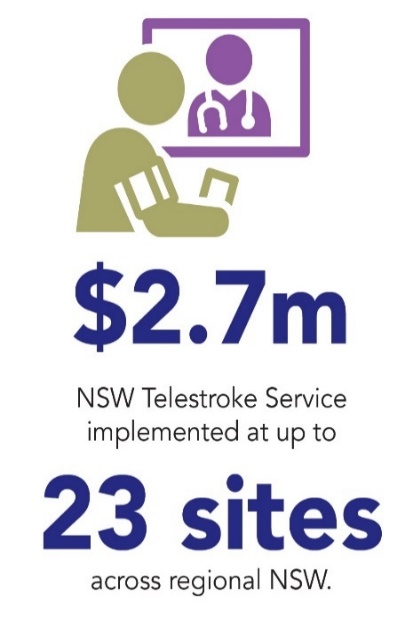 $2.7m
NSW Telestroke Service
implemented at up to
23 sites
across regional NSW.